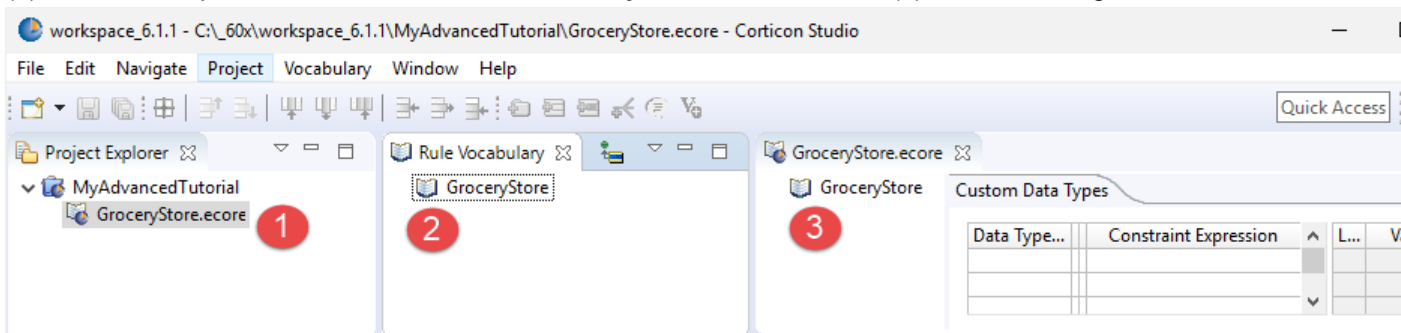 workspace_6.1.1 - C:\_60x\workspace_6.1.1\MyAdvancedTutorial\GroceryStore.ecore - Corticon Studio
File Edit Navigate Project Vocabulary Window Help
Quick Access
Project Explorer
MyAdvancedTutorial
GroceryStore.ecore
1
Rule Vocabulary
GroceryStore
2
GroceryStore.ecore
GroceryStore
3
Custom Data Types
Data Type... Constraint Expression L...